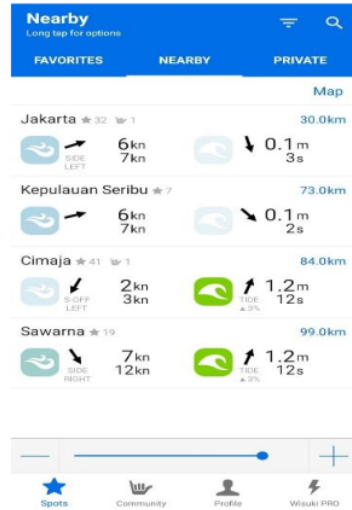 Nearby
Long tap for options
FAVORITES NEARBY PRIVATE
Map
Jakarta 32 1 30.0km
6kn 0.1m
SIDE LEFT 7kn 3s
Kepulauan Seribu 7 73.0km
6kn 0.1m
7kn 2s
Cimaja 41 1 84.0km
2kn 1.2m
S-OFF LEFT 3kn TIDE ▲3% 12s
Sawarna 19 99.0km
7kn 1.2m
SIDE RIGHT 12kn TIDE ▲3% 12s
Spots Community Profile Wisuki PRO